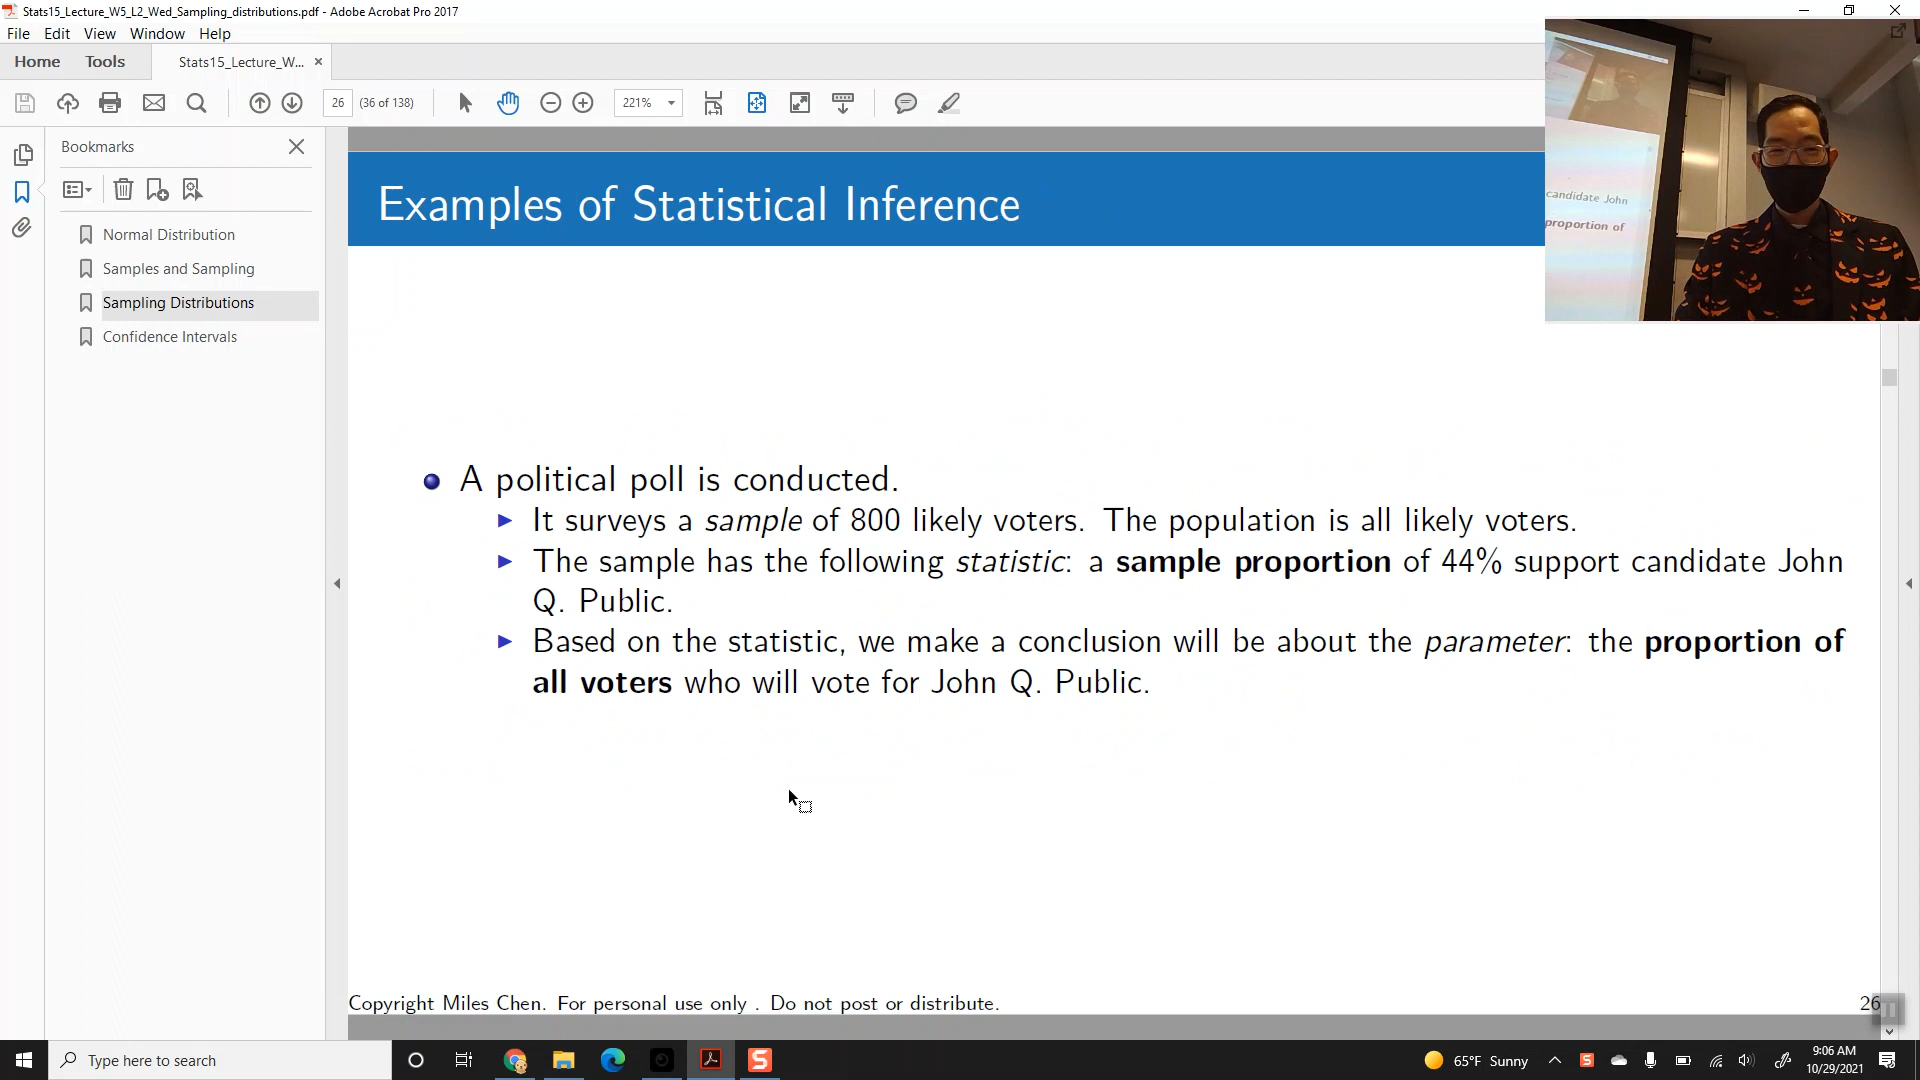 Stats15_Lecture_W5_L2_Wed_Sampling_distributions.pdf - Adobe Acrobat Pro 2017
File Edit View Window Help
Home Tools Stats15_Lecture_W... ×
26 (36 of 138) 221%
Bookmarks
Normal Distribution
Samples and Sampling
Sampling Distributions
Confidence Intervals
Examples of Statistical Inference
candidate John
proportion of
A political poll is conducted.
It surveys a sample of 800 likely voters. The population is all likely voters.
The sample has the following statistic: a sample proportion of 44% support candidate John
Q. Public.
Based on the statistic, we make a conclusion will be about the parameter: the proportion of
all voters who will vote for John Q. Public.
Copyright Miles Chen. For personal use only . Do not post or distribute.
26
Type here to search
65°F Sunny
9:06 AM
10/29/2021